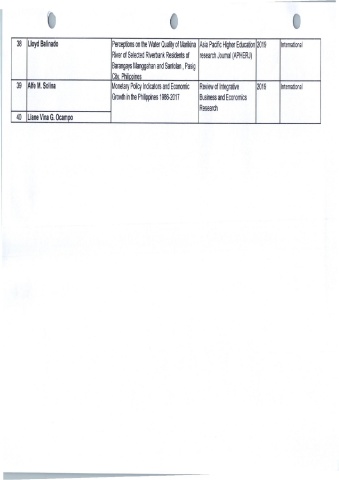 38 Lloyd Balinado Perceptions on the Water Quality of Marikina Asia Pacific Higher Education 2019 International
River of Selected Riverbank Residents of research Journal (APHERJ)
Barangays Manggahan and Santolan , Pasig
City, Philippines
39 Alfe M. Solina Monetary Policy Indicators and Economic Review of Integrative 2019 International
Growth in the Philippines 1986-2017 Business and Economics
Research
40 Liane Vina G. Ocampo